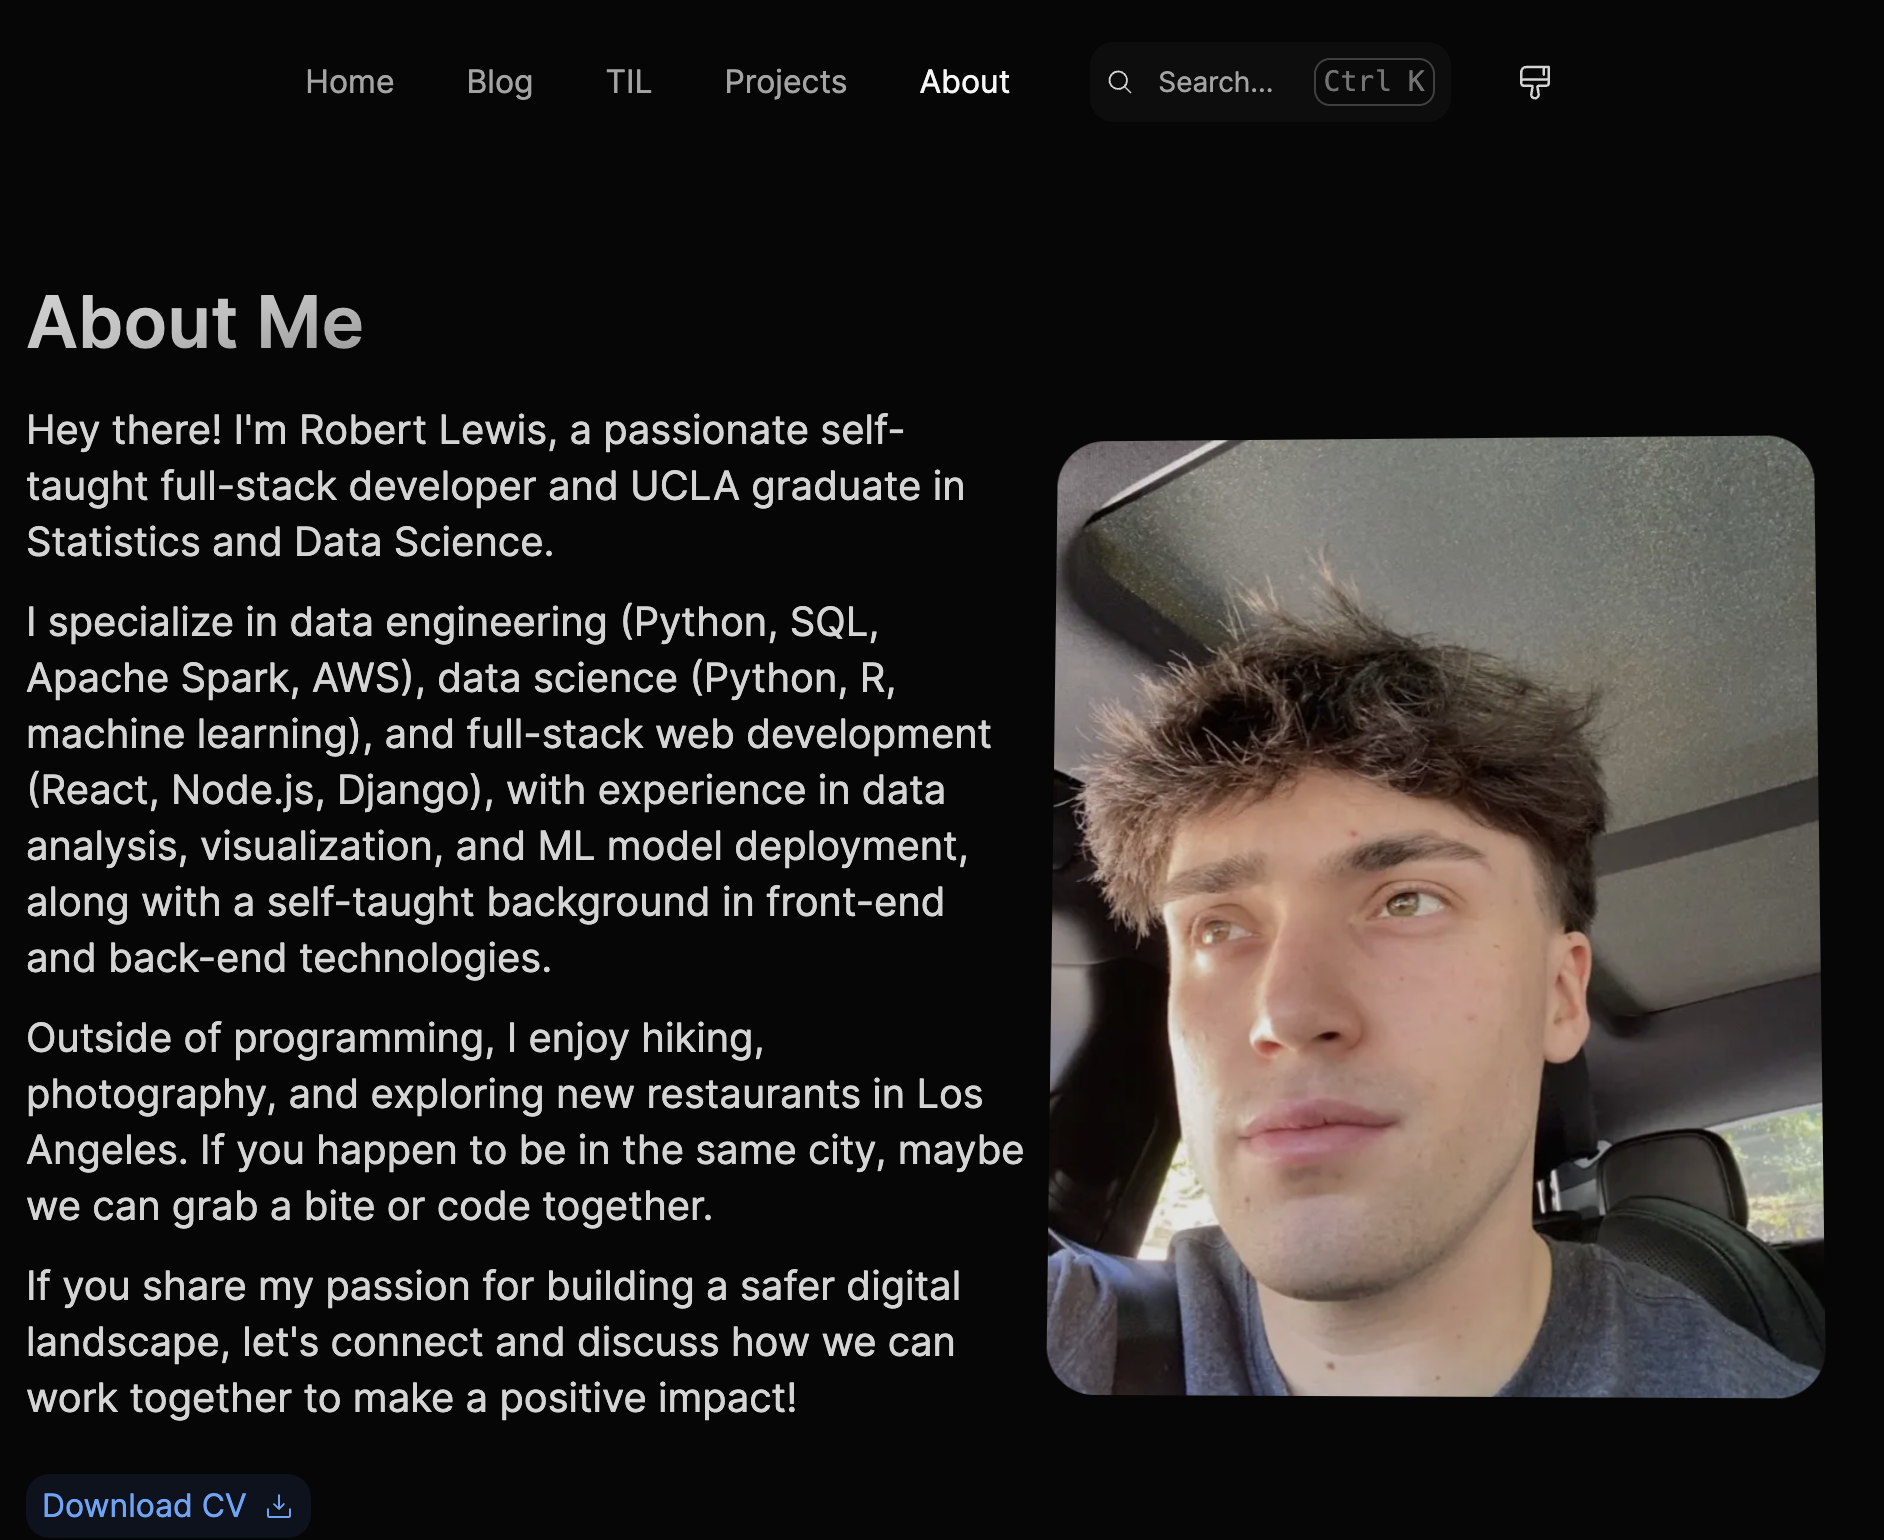 Home Blog TIL Projects About Search... Ctrl K
About Me
Hey there! I'm Robert Lewis, a passionate self-
taught full-stack developer and UCLA graduate in
Statistics and Data Science.
I specialize in data engineering (Python, SQL,
Apache Spark, AWS), data science (Python, R,
machine learning), and full-stack web development
(React, Node.js, Django), with experience in data
analysis, visualization, and ML model deployment,
along with a self-taught background in front-end
and back-end technologies.
Outside of programming, I enjoy hiking,
photography, and exploring new restaurants in Los
Angeles. If you happen to be in the same city, maybe
we can grab a bite or code together.
If you share my passion for building a safer digital
landscape, let's connect and discuss how we can
work together to make a positive impact!
Download CV